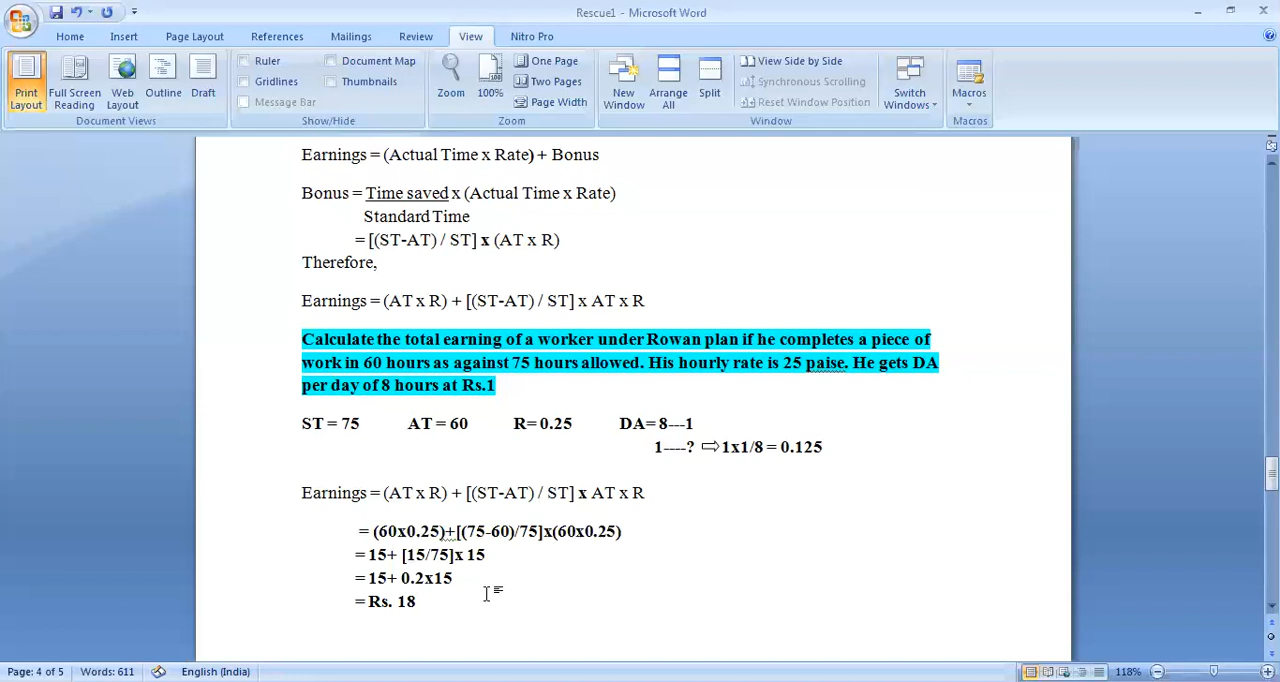 Rescue1 - Microsoft Word
Home Insert Page Layout References Mailings Review View Nitro Pro
Print Layout
Full Screen Reading
Web Layout
Outline
Draft
Document Views
Ruler
Gridlines
Message Bar
Document Map
Thumbnails
Show/Hide
Zoom
100%
One Page
Two Pages
Page Width
Zoom
New Window
Arrange All
Split
View Side by Side
Synchronous Scrolling
Reset Window Position
Switch Windows
Window
Macros
Macros
Earnings = (Actual Time x Rate) + Bonus
Bonus = Time saved x (Actual Time x Rate)
Standard Time
= [(ST-AT) / ST] x (AT x R)
Therefore,
Earnings = (AT x R) + [(ST-AT) / ST] x AT x R
Calculate the total earning of a worker under Rowan plan if he completes a piece of
work in 60 hours as against 75 hours allowed. His hourly rate is 25 paise. He gets DA
per day of 8 hours at Rs.1
ST = 75 AT = 60 R= 0.25 DA= 8---1
1----? ⇨1x1/8 = 0.125
Earnings = (AT x R) + [(ST-AT) / ST] x AT x R
= (60x0.25)+[(75-60)/75]x(60x0.25)
= 15+ [15/75]x 15
= 15+ 0.2x15
= Rs. 18
Page: 4 of 5 Words: 611 English (India) 118%